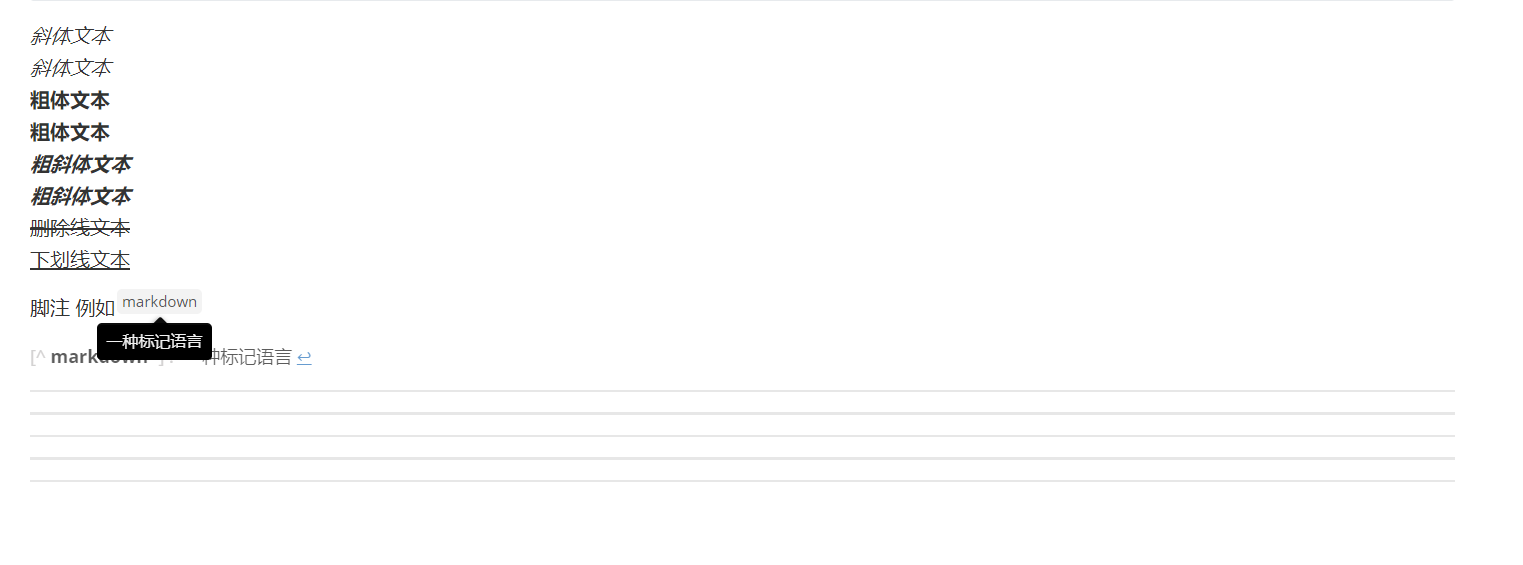 斜体文本
斜体文本
粗体文本
粗体文本
粗斜体文本
粗斜体文本
删除线文本
下划线文本
脚注 例如 markdown
一种标记语言
[^ markdown ] 种标记语言 ↩